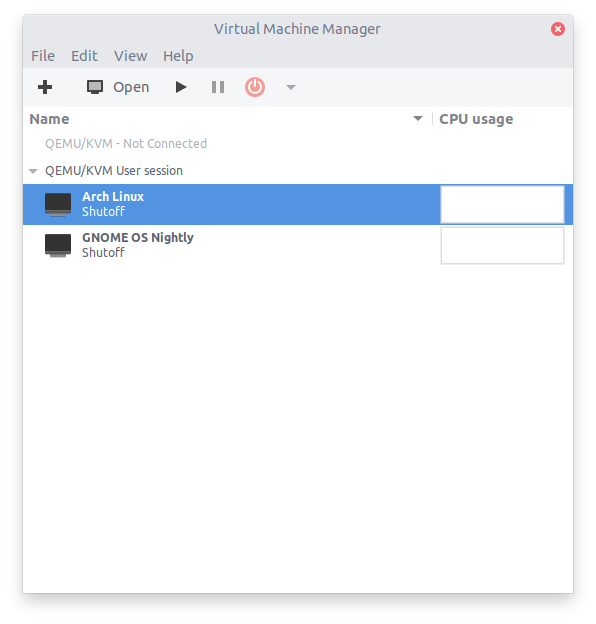 Virtual Machine Manager
File Edit View Help
Open
Name CPU usage
QEMU/KVM - Not Connected
QEMU/KVM User session
Arch Linux
Shutoff
GNOME OS Nightly
Shutoff